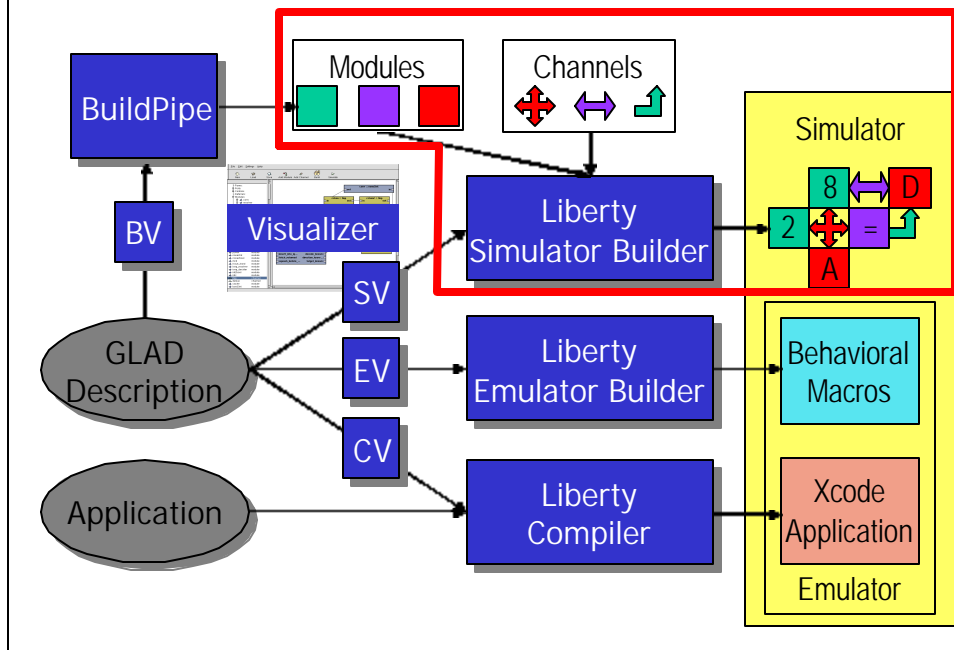 Modules
Channels
BuildPipe
Simulator
8
D
2
=
A
Visualizer
Liberty
Simulator Builder
BV
SV
GLAD
Description
EV
Liberty
Emulator Builder
Behavioral
Macros
CV
Application
Liberty
Compiler
Xcode
Application
Emulator